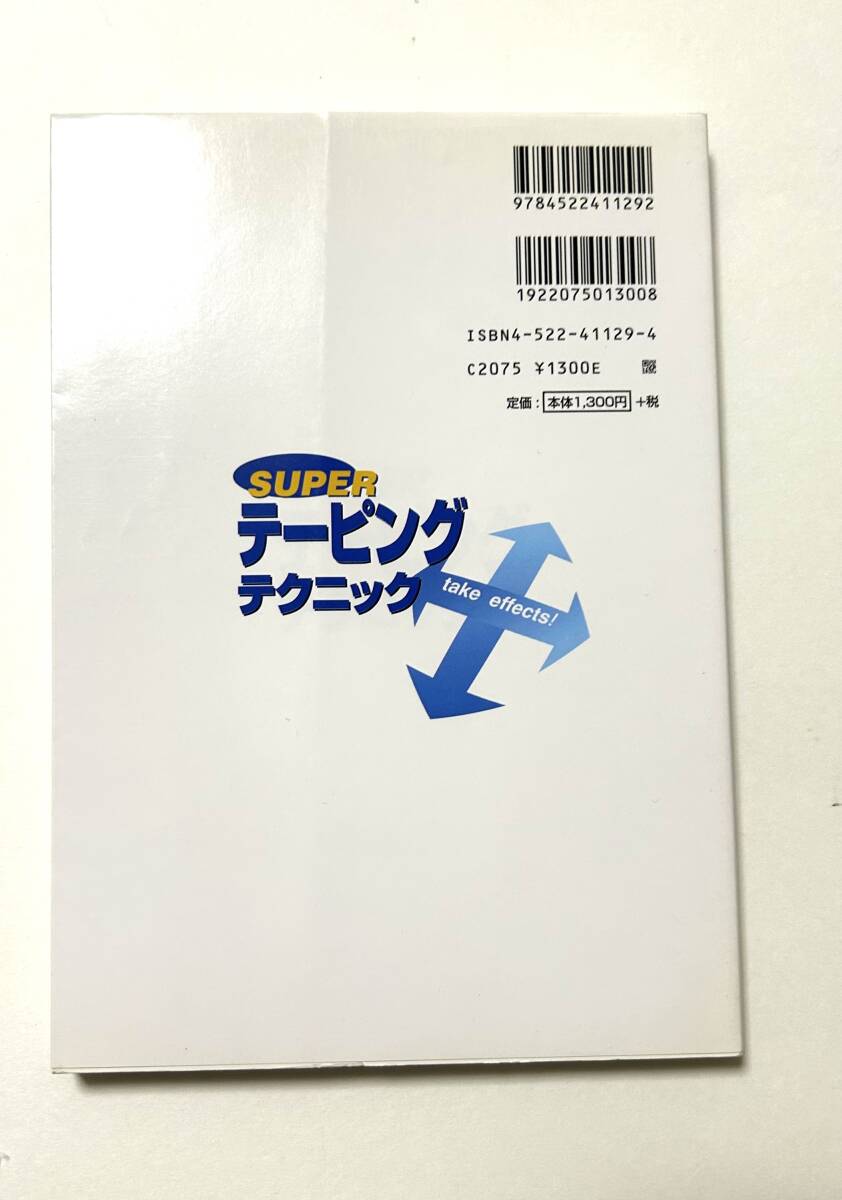 9784522411292
1922075013008
ISBN4-522-41129-4
C2075 ¥1300E
定価：本体1,300円+税
SUPER
テーピング
テクニック
take effects!